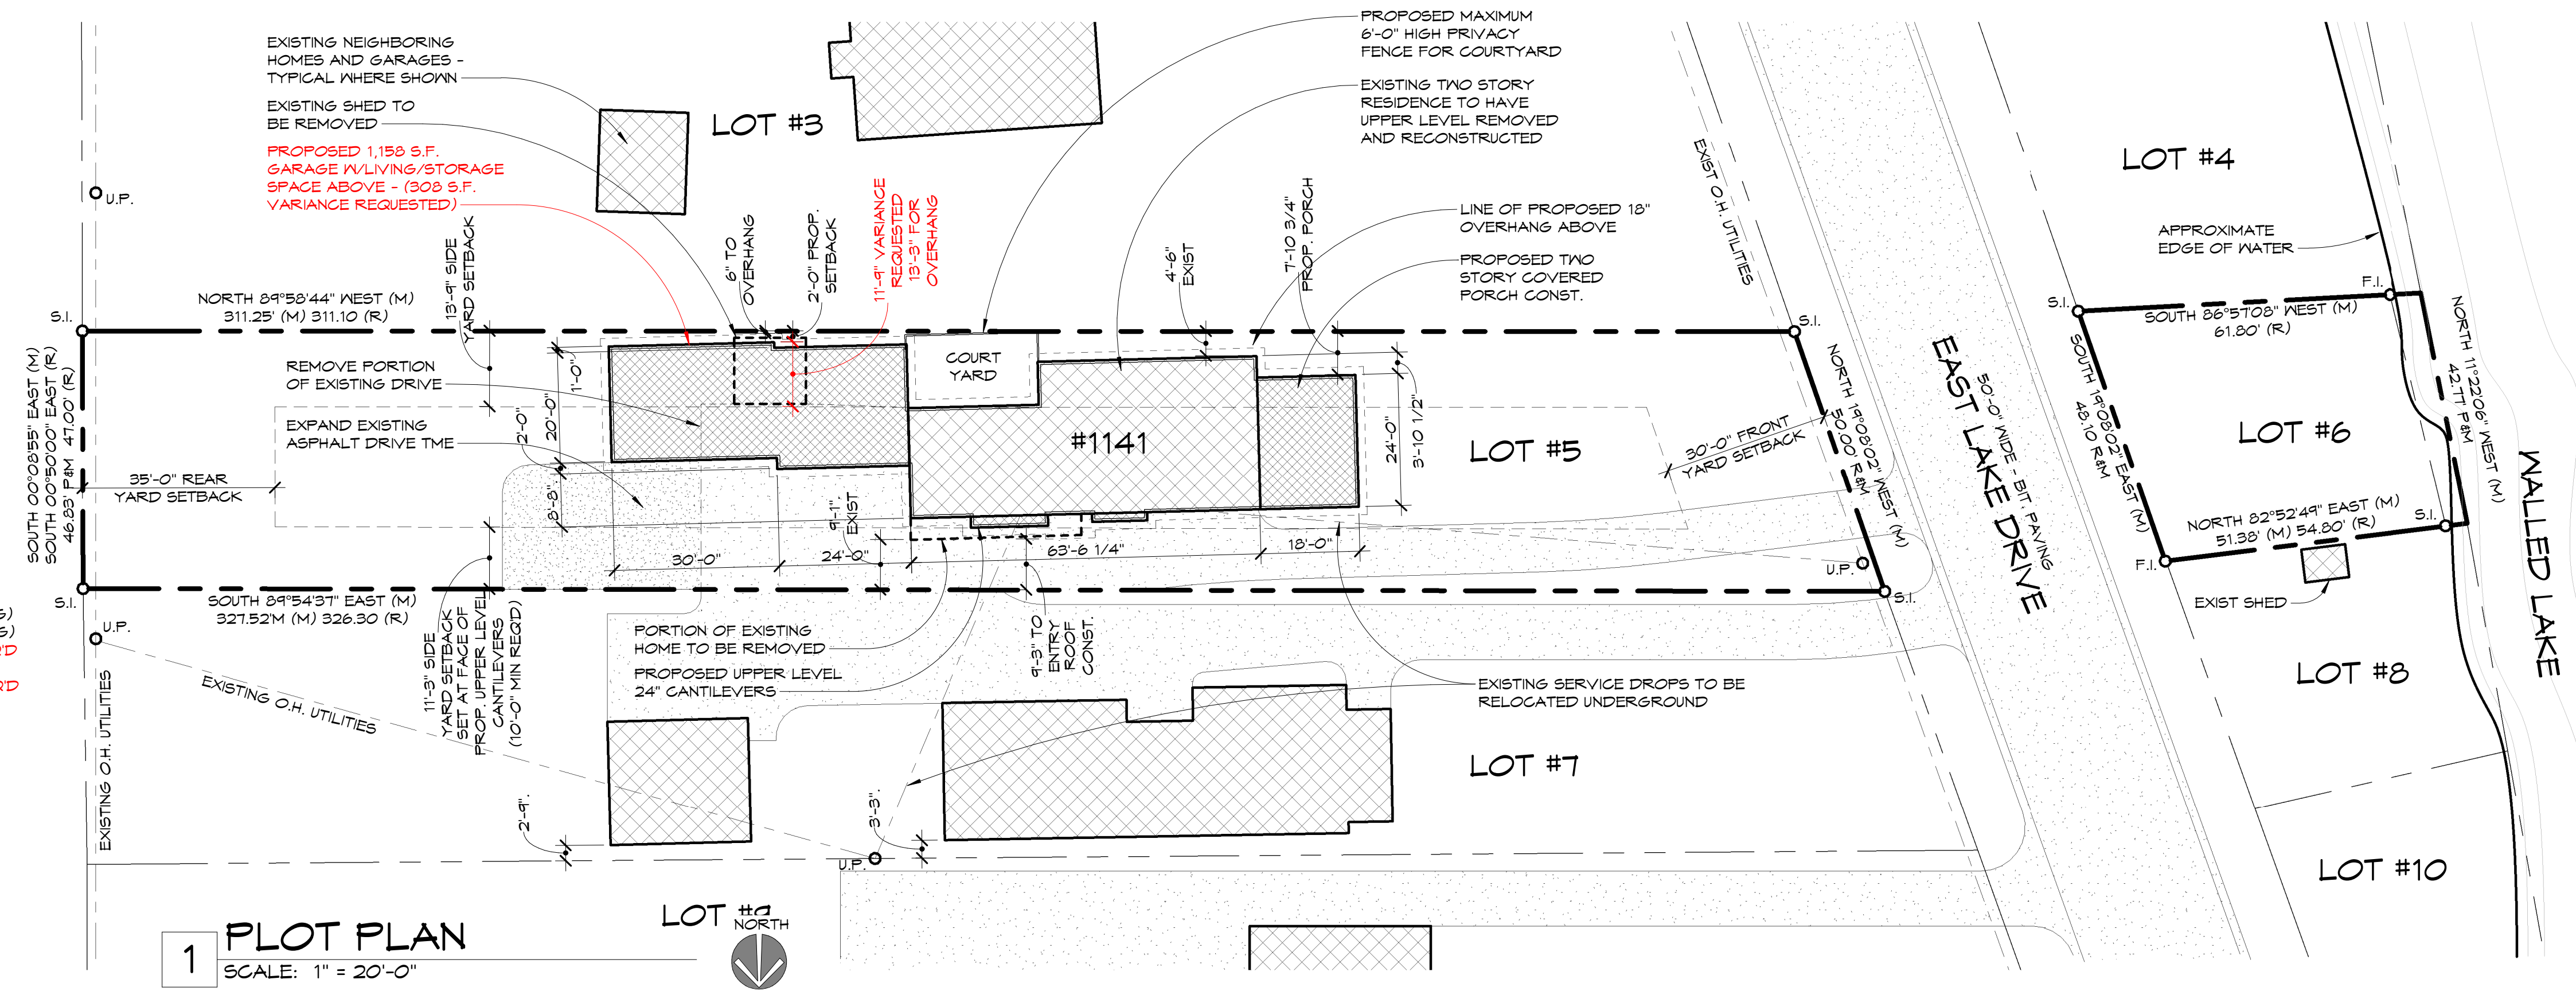 EXISTING NEIGHBORING
HOMES AND GARAGES -
TYPICAL WHERE SHOWN
EXISTING SHED TO
BE REMOVED
PROPOSED 1,158 S.F.
GARAGE W/LIVING/STORAGE
SPACE ABOVE - (308 S.F.
VARIANCE REQUESTED)
LOT #3
PROPOSED MAXIMUM
6'-0" HIGH PRIVACY
FENCE FOR COURTYARD
EXISTING TWO STORY
RESIDENCE TO HAVE
UPPER LEVEL REMOVED
AND RECONSTRUCTED
LINE OF PROPOSED 18"
OVERHANG ABOVE
PROPOSED TWO
STORY COVERED
PORCH CONST.
EXIST O.H. UTILITIES
LOT #4
APPROXIMATE
EDGE OF WATER
U.P.
13'-9" SIDE
YARD SETBACK
6" TO
OVERHANG
2'-0" PROP.
SETBACK
11'-9" VARIANCE
REQUESTED
13'-3" FOR
OVERHANG
4'-6"
EXIST
7'-10 3/4"
PROP. PORCH
NORTH 89°58'44" WEST (M)
311.25' (M) 311.10 (R)
S.I.
SOUTH 00°08'55" EAST (M)
SOUTH 00°50'00" EAST (R)
46.83' P&M 47.00' (R)
REMOVE PORTION
OF EXISTING DRIVE
EXPAND EXISTING
ASPHALT DRIVE TME
35'-0" REAR
YARD SETBACK
1'-0"
20'-0"
2'-0"
8'-8"
COURT
YARD
#1141
24'-0"
3'-10 1/2"
LOT #5
30'-0" FRONT
YARD SETBACK
S.I.
NORTH 19°08'02" WEST (M)
50.00' R&M
EAST LAKE DRIVE
50'-0" WIDE - BIT. PAVING
S.I.
F.I.
SOUTH 86°57'08" WEST (M)
61.80' (R)
SOUTH 19°08'02" EAST (M)
48.10 R&M
NORTH 11°22'06" WEST (M)
42.77 P&M
LOT #6
NORTH 82°52'49" EAST (M)
51.38' (M) 54.80' (R)
S.I.
F.I.
EXIST SHED
WALLED LAKE
9'-1"
EXIST
30'-0"
24'-0"
63'-6 1/4"
18'-0"
U.P.
S.I.
S.I.
SOUTH 89°54'37" EAST (M)
327.52'M (M) 326.30 (R)
U.P.
EXISTING O.H. UTILITIES
EXISTING O.H. UTILITIES
11'-3" SIDE
YARD SETBACK
SET AT FACE OF
PROP. UPPER LEVEL
CANTILEVERS
(10'-0" MIN REQ'D)
PORTION OF EXISTING
HOME TO BE REMOVED
PROPOSED UPPER LEVEL
24" CANTILEVERS
9'-3" TO
ENTRY
ROOF
CONST.
EXISTING SERVICE DROPS TO BE
RELOCATED UNDERGROUND
LOT #7
LOT #8
LOT #10
2'-9"
3'-3"
U.P.
LOT
NORTH
1
PLOT PLAN
SCALE: 1" = 20'-0"